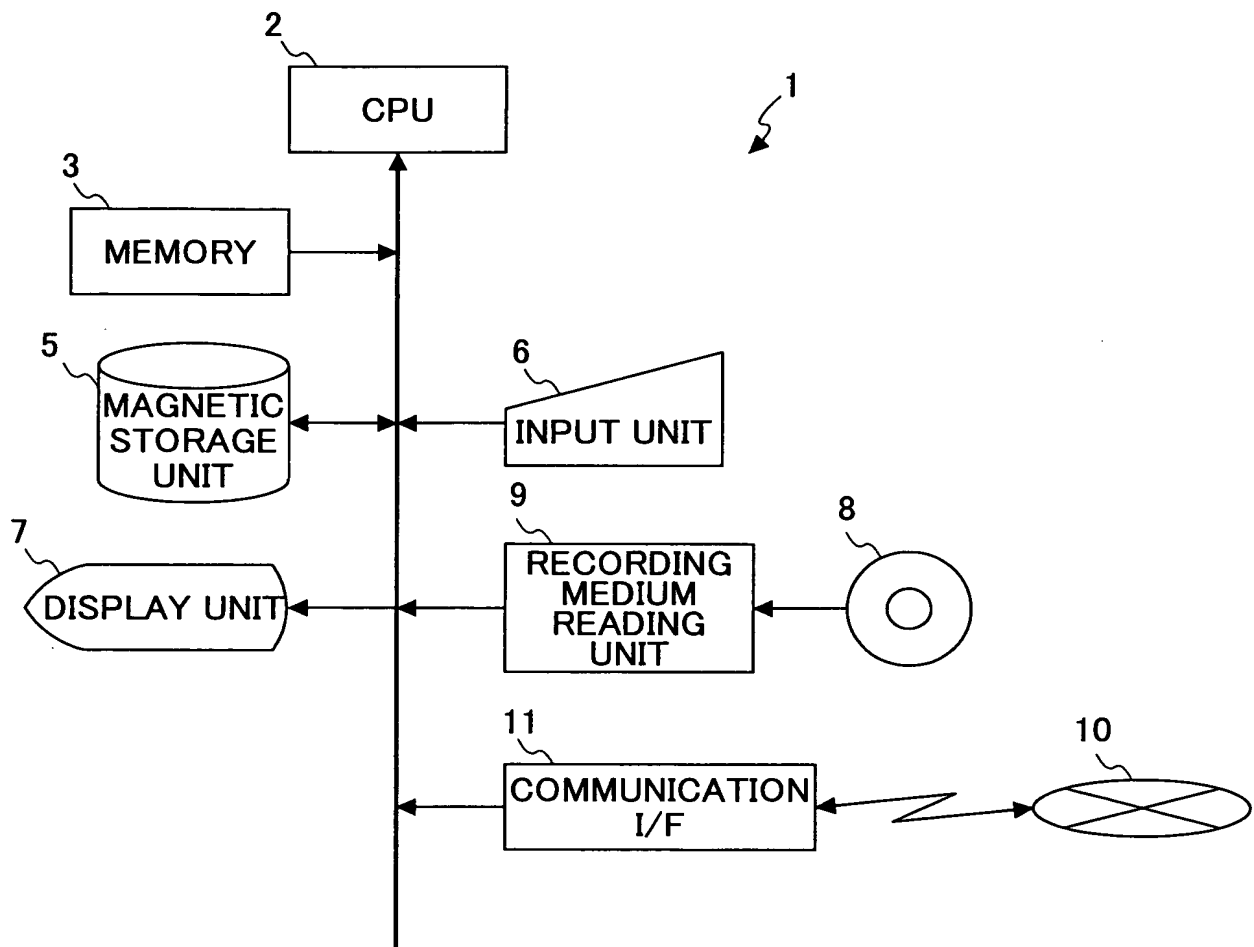 2
CPU
1
3
MEMORY
5
MAGNETIC
STORAGE
UNIT
6
INPUT UNIT
7
DISPLAY UNIT
9
RECORDING
MEDIUM
READING
UNIT
8
11
COMMUNICATION
I/F
10